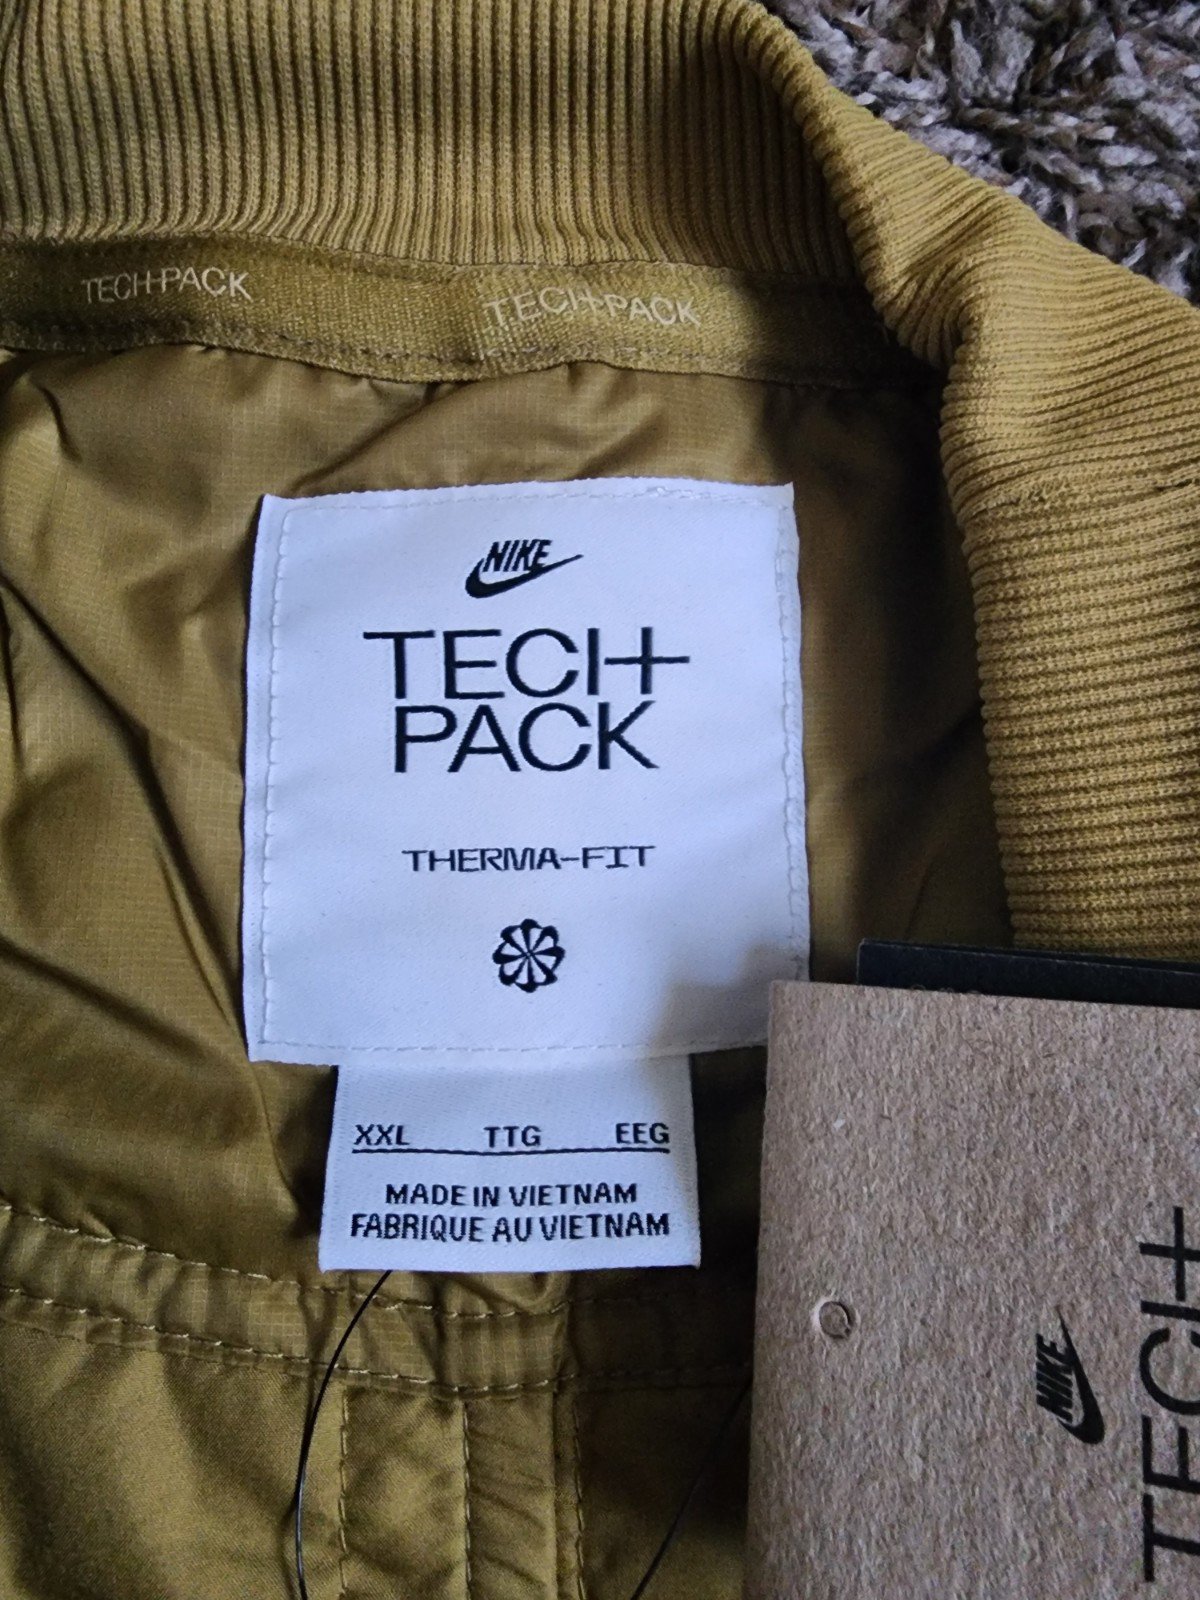 TECH+PACK TECH+PACK
NIKE
TECH+
PACK
THERMA-FIT
XXL TTG EEG
MADE IN VIETNAM
FABRIQUE AU VIETNAM
NIKE
TECH+